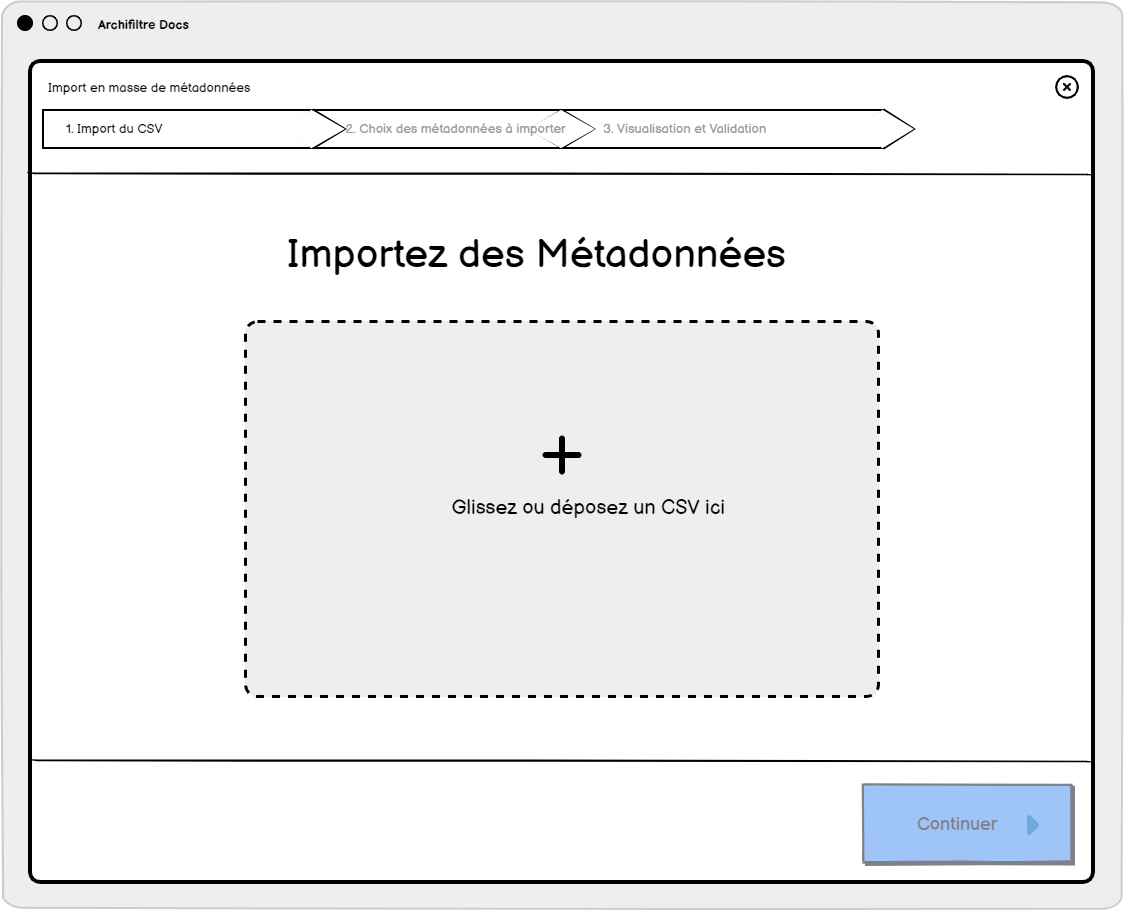 Archifiltre Docs
Import en masse de métadonnées
1. Import du CSV
2. Choix des métadonnées à importer
3. Visualisation et Validation
Importez des Métadonnées
Glissez ou déposez un CSV ici
Continuer